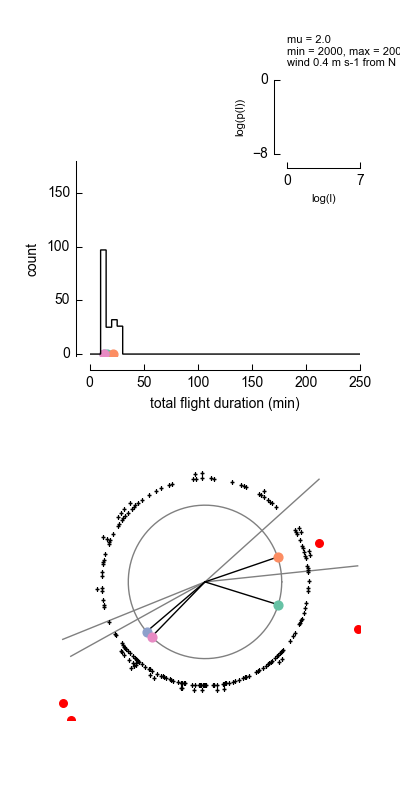 mu = 2.0
min = 2000, max = 200
wind 0.4 m s-1 from N
0
log(p(l))
−8
0 7
log(l)
150
100
50
0
count
0 50 100 150 200 250
total flight duration (min)